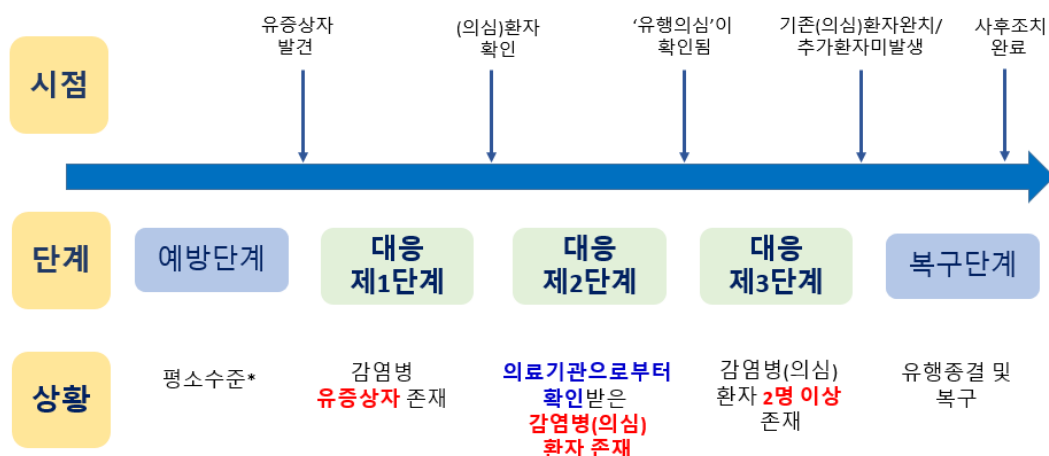 유증상자
발견
(의심)환자
확인
‘유행의심’이
확인됨
기존(의심)환자완치/
추가환자미발생
사후조치
완료
시점
단계
예방단계
대응
제1단계
대응
제2단계
대응
제3단계
복구단계
상황
평소수준*
감염병
유증상자 존재
의료기관으로부터
확인받은
감염병(의심)
환자 존재
감염병(의심)
환자 2명 이상
존재
유행종결 및
복구